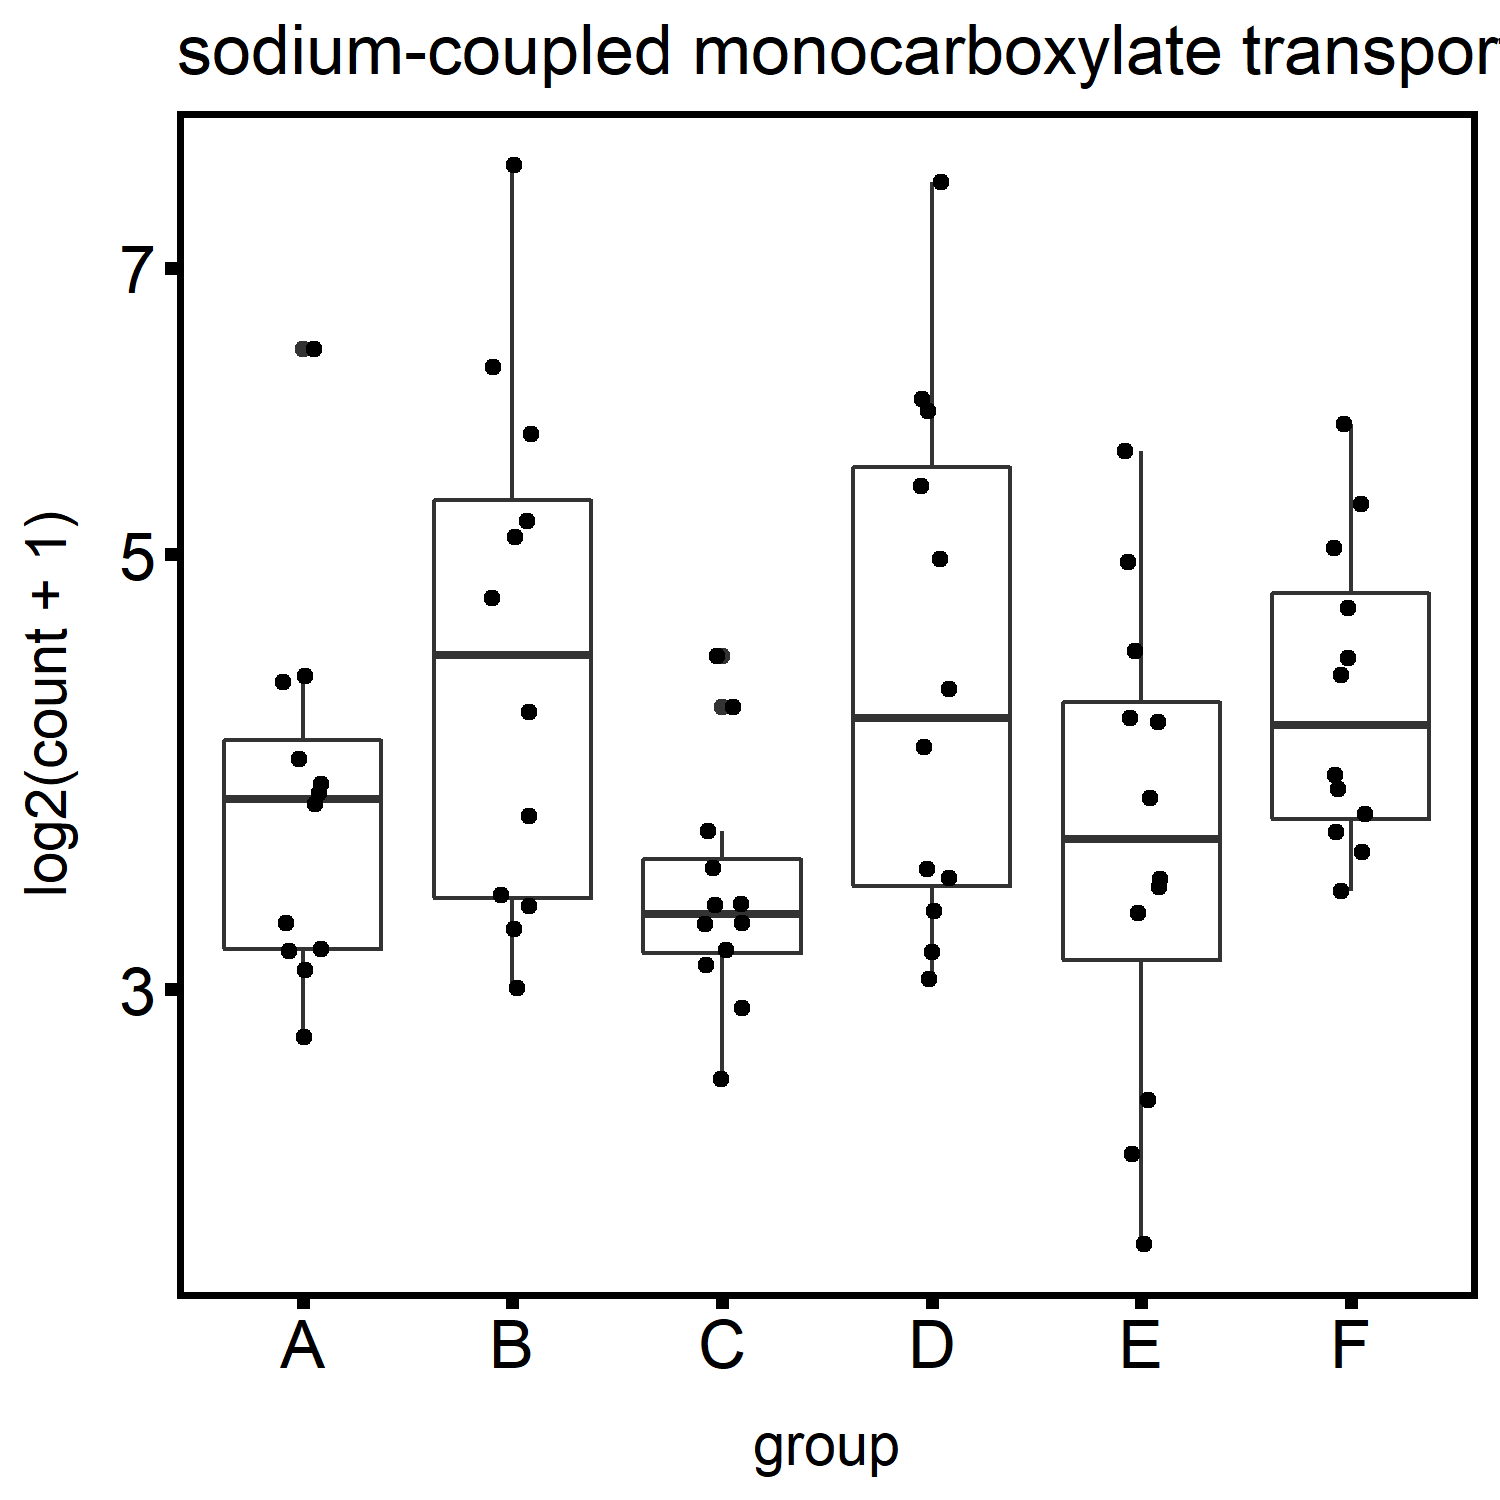 sodium-coupled monocarboxylate transpor
7
5
3
log2(count + 1)
A B C D E F
group